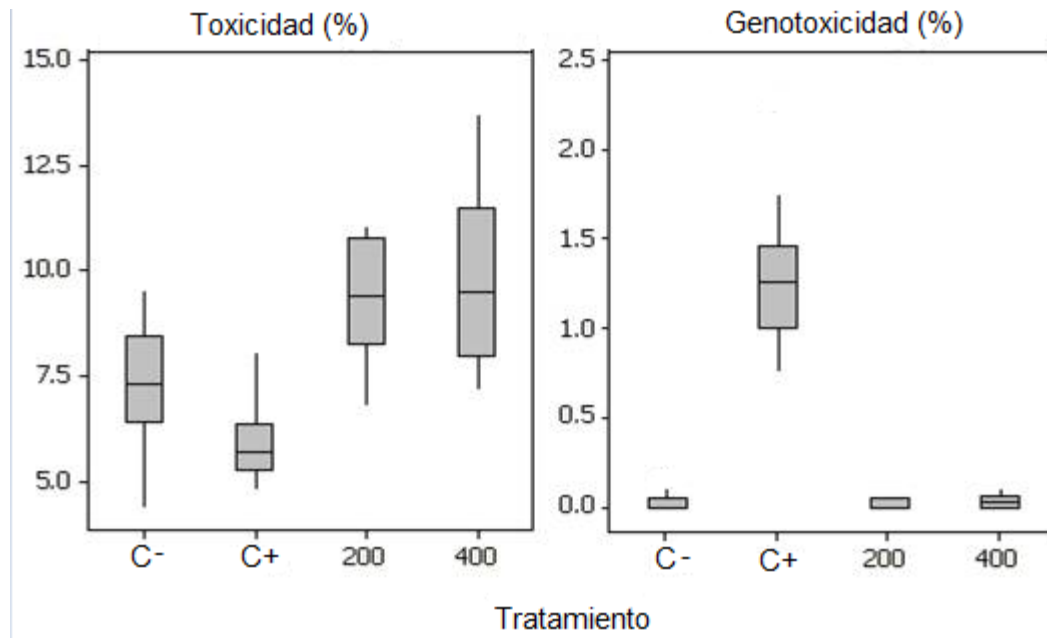 Toxicidad (%)
15.0
12.5
10.0
7.5
5.0
C- C+ 200 400
Genotoxicidad (%)
2.5
2.0
1.5
1.0
0.5
0.0
C- C+ 200 400
Tratamiento